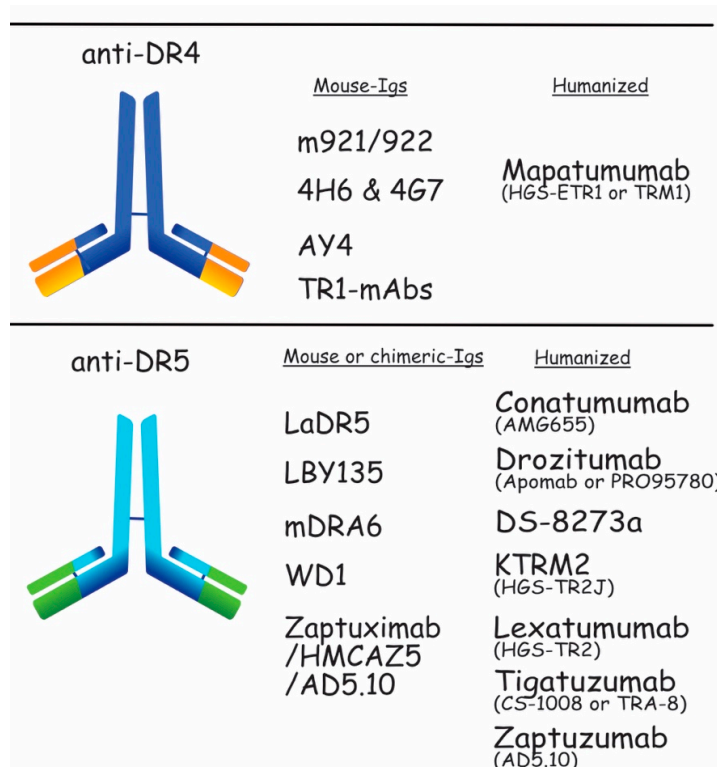 anti-DR4
Mouse-Igs
m921/922
4H6 & 4G7
AY4
TR1-mAbs
Humanized
Mapatumumab
(HGS-ETR1 or TRM1)
anti-DR5
Mouse or chimeric-Igs
LaDR5
LBY135
mDRA6
WD1
Zaptuximab
/HMCAZ5
/AD5.10
Humanized
Conatumumab
(AMG655)
Drozitumab
(Apomab or PRO95780)
DS-8273a
KTRM2
(HGS-TR2J)
Lexatumumab
(HGS-TR2)
Tigatuzumab
(CS-1008 or TRA-8)
Zaptuzumab
(AD5.10)